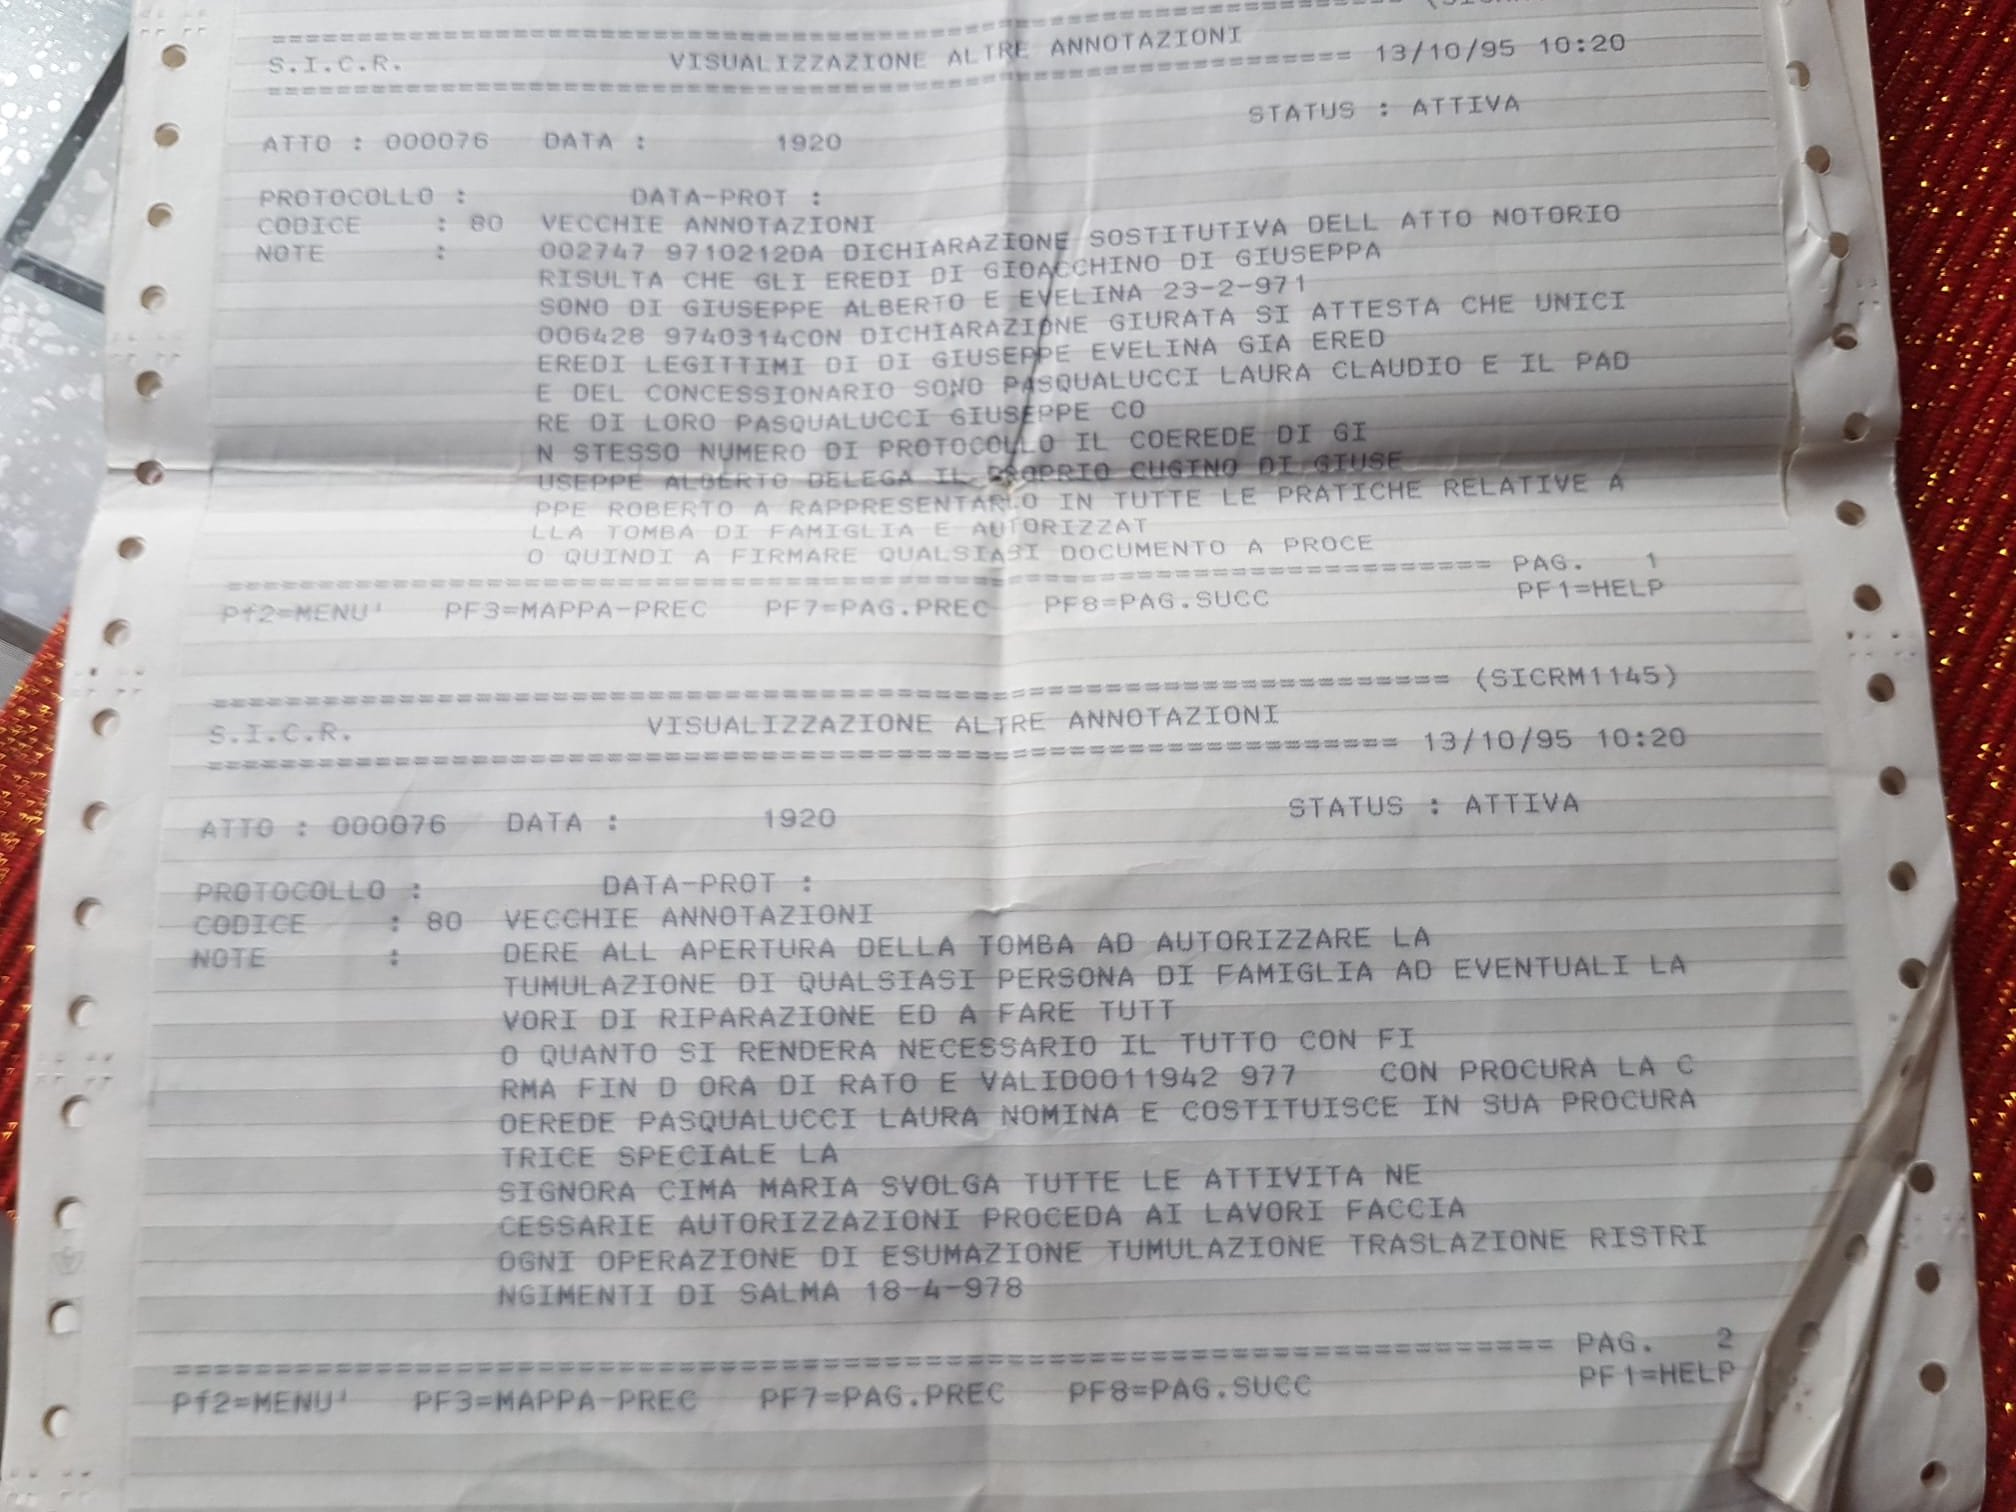 S.I.C.R. VISUALIZZAZIONE ALTRE ANNOTAZIONI 13/10/95 10:20
STATUS : ATTIVA
ATTO : 000076 DATA : 1920
PROTOCOLLO : DATA-PROT :
CODICE : 80 VECCHIE ANNOTAZIONI
NOTE : 002747 9710212DA DICHIARAZIONE SOSTITUTIVA DELL ATTO NOTORIO
RISULTA CHE GLI EREDI DI GIOACCHINO DI GIUSEPPA
SONO DI GIUSEPPE ALBERTO E EVELINA 23-2-971
006428 9740314CON DICHIARAZIONE GIURATA SI ATTESTA CHE UNICI
EREDI LEGITTIMI DI DI GIUSEPPE EVELINA GIA ERED
E DEL CONCESSIONARIO SONO PASQUALUCCI LAURA CLAUDIO E IL PAD
RE DI LORO PASQUALUCCI GIUSEPPE CO
N STESSO NUMERO DI PROTOCOLLO IL COEREDE DI GI
USEPPE ALBERTO DELEGA IL PROPRIO CUGINO DI GIUSE
PPE ROBERTO A RAPPRESENTARLO IN TUTTE LE PRATICHE RELATIVE A
LLA TOMBA DI FAMIGLIA E AUTORIZZAT
O QUINDI A FIRMARE QUALSIASI DOCUMENTO A PROCE
================================================ PAG. 1
Pf2=MENU' PF3=MAPPA-PREC PF7=PAG.PREC PF8=PAG.SUCC PF1=HELP
================================================ (SICRM1145)
S.I.C.R. VISUALIZZAZIONE ALTRE ANNOTAZIONI
================================================ 13/10/95 10:20
STATUS : ATTIVA
ATTO : 000076 DATA : 1920
PROTOCOLLO : DATA-PROT :
CODICE : 80 VECCHIE ANNOTAZIONI
NOTE : DERE ALL APERTURA DELLA TOMBA AD AUTORIZZARE LA
TUMULAZIONE DI QUALSIASI PERSONA DI FAMIGLIA AD EVENTUALI LA
VORI DI RIPARAZIONE ED A FARE TUTT
O QUANTO SI RENDERA NECESSARIO IL TUTTO CON FI
RMA FIN D ORA DI RATO E VALIDO011942 977 CON PROCURA LA C
OEREDE PASQUALUCCI LAURA NOMINA E COSTITUISCE IN SUA PROCURA
TRICE SPECIALE LA
SIGNORA CIMA MARIA SVOLGA TUTTE LE ATTIVITA NE
CESSARIE AUTORIZZAZIONI PROCEDA AI LAVORI FACCIA
OGNI OPERAZIONE DI ESUMAZIONE TUMULAZIONE TRASLAZIONE RISTRI
NGIMENTI DI SALMA 18-4-978
================================================ PAG. 2
Pf2=MENU' PF3=MAPPA-PREC PF7=PAG.PREC PF8=PAG.SUCC PF1=HELP